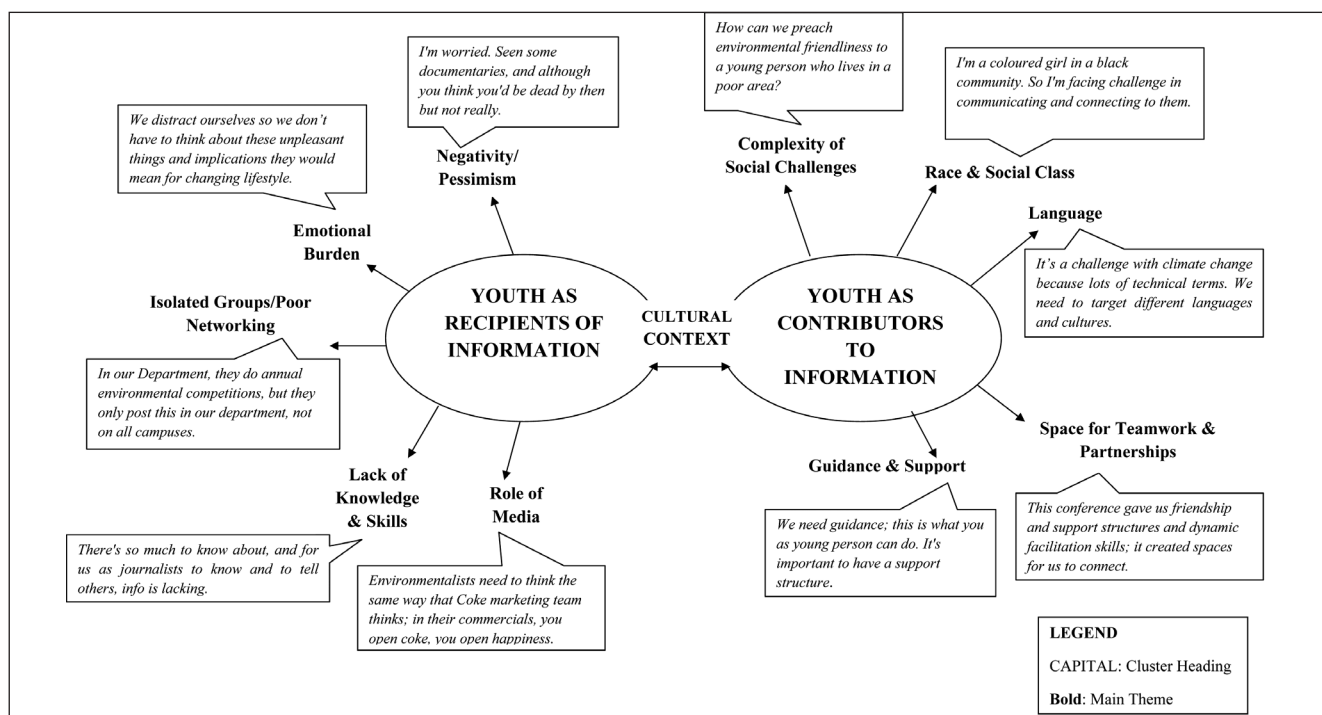 I'm worried. Seen some
documentaries, and although
you think you'd be dead by then
but not really.
Negativity/
Pessimism
We distract ourselves so we don’t
have to think about these unpleasant
things and implications they would
mean for changing lifestyle.
Emotional
Burden
Isolated Groups/Poor
Networking
In our Department, they do annual
environmental competitions, but they
only post this in our department, not
on all campuses.
Lack of
Knowledge
& Skills
There's so much to know about, and for
us as journalists to know and to tell
others, info is lacking.
Role of
Media
Environmentalists need to think the
same way that Coke marketing team
thinks; in their commercials, you
open coke, you open happiness.
YOUTH AS
RECIPIENTS OF
INFORMATION
CULTURAL
CONTEXT
YOUTH AS
CONTRIBUTORS
TO
INFORMATION
How can we preach
environmental friendliness to
a young person who lives in a
poor area?
Complexity of
Social Challenges
I'm a coloured girl in a black
community. So I'm facing challenge in
communicating and connecting to them.
Race & Social Class
Language
It’s a challenge with climate change
because lots of technical terms. We
need to target different languages
and cultures.
Space for Teamwork &
Partnerships
This conference gave us friendship
and support structures and dynamic
facilitation skills; it created spaces
for us to connect.
Guidance & Support
We need guidance; this is what you
as young person can do. It's
important to have a support
structure.
LEGEND
CAPITAL: Cluster Heading
Bold: Main Theme